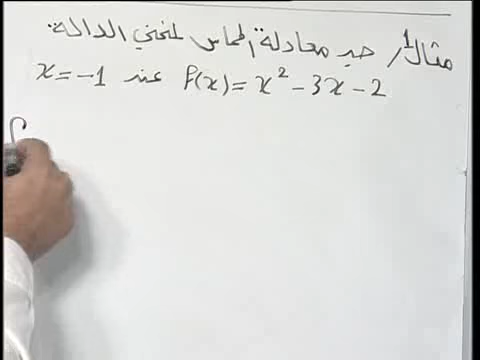 مثال1/ جد معادلة المماس لمنحني الدالة
f(x) = x² - 3x - 2 عند x = -1